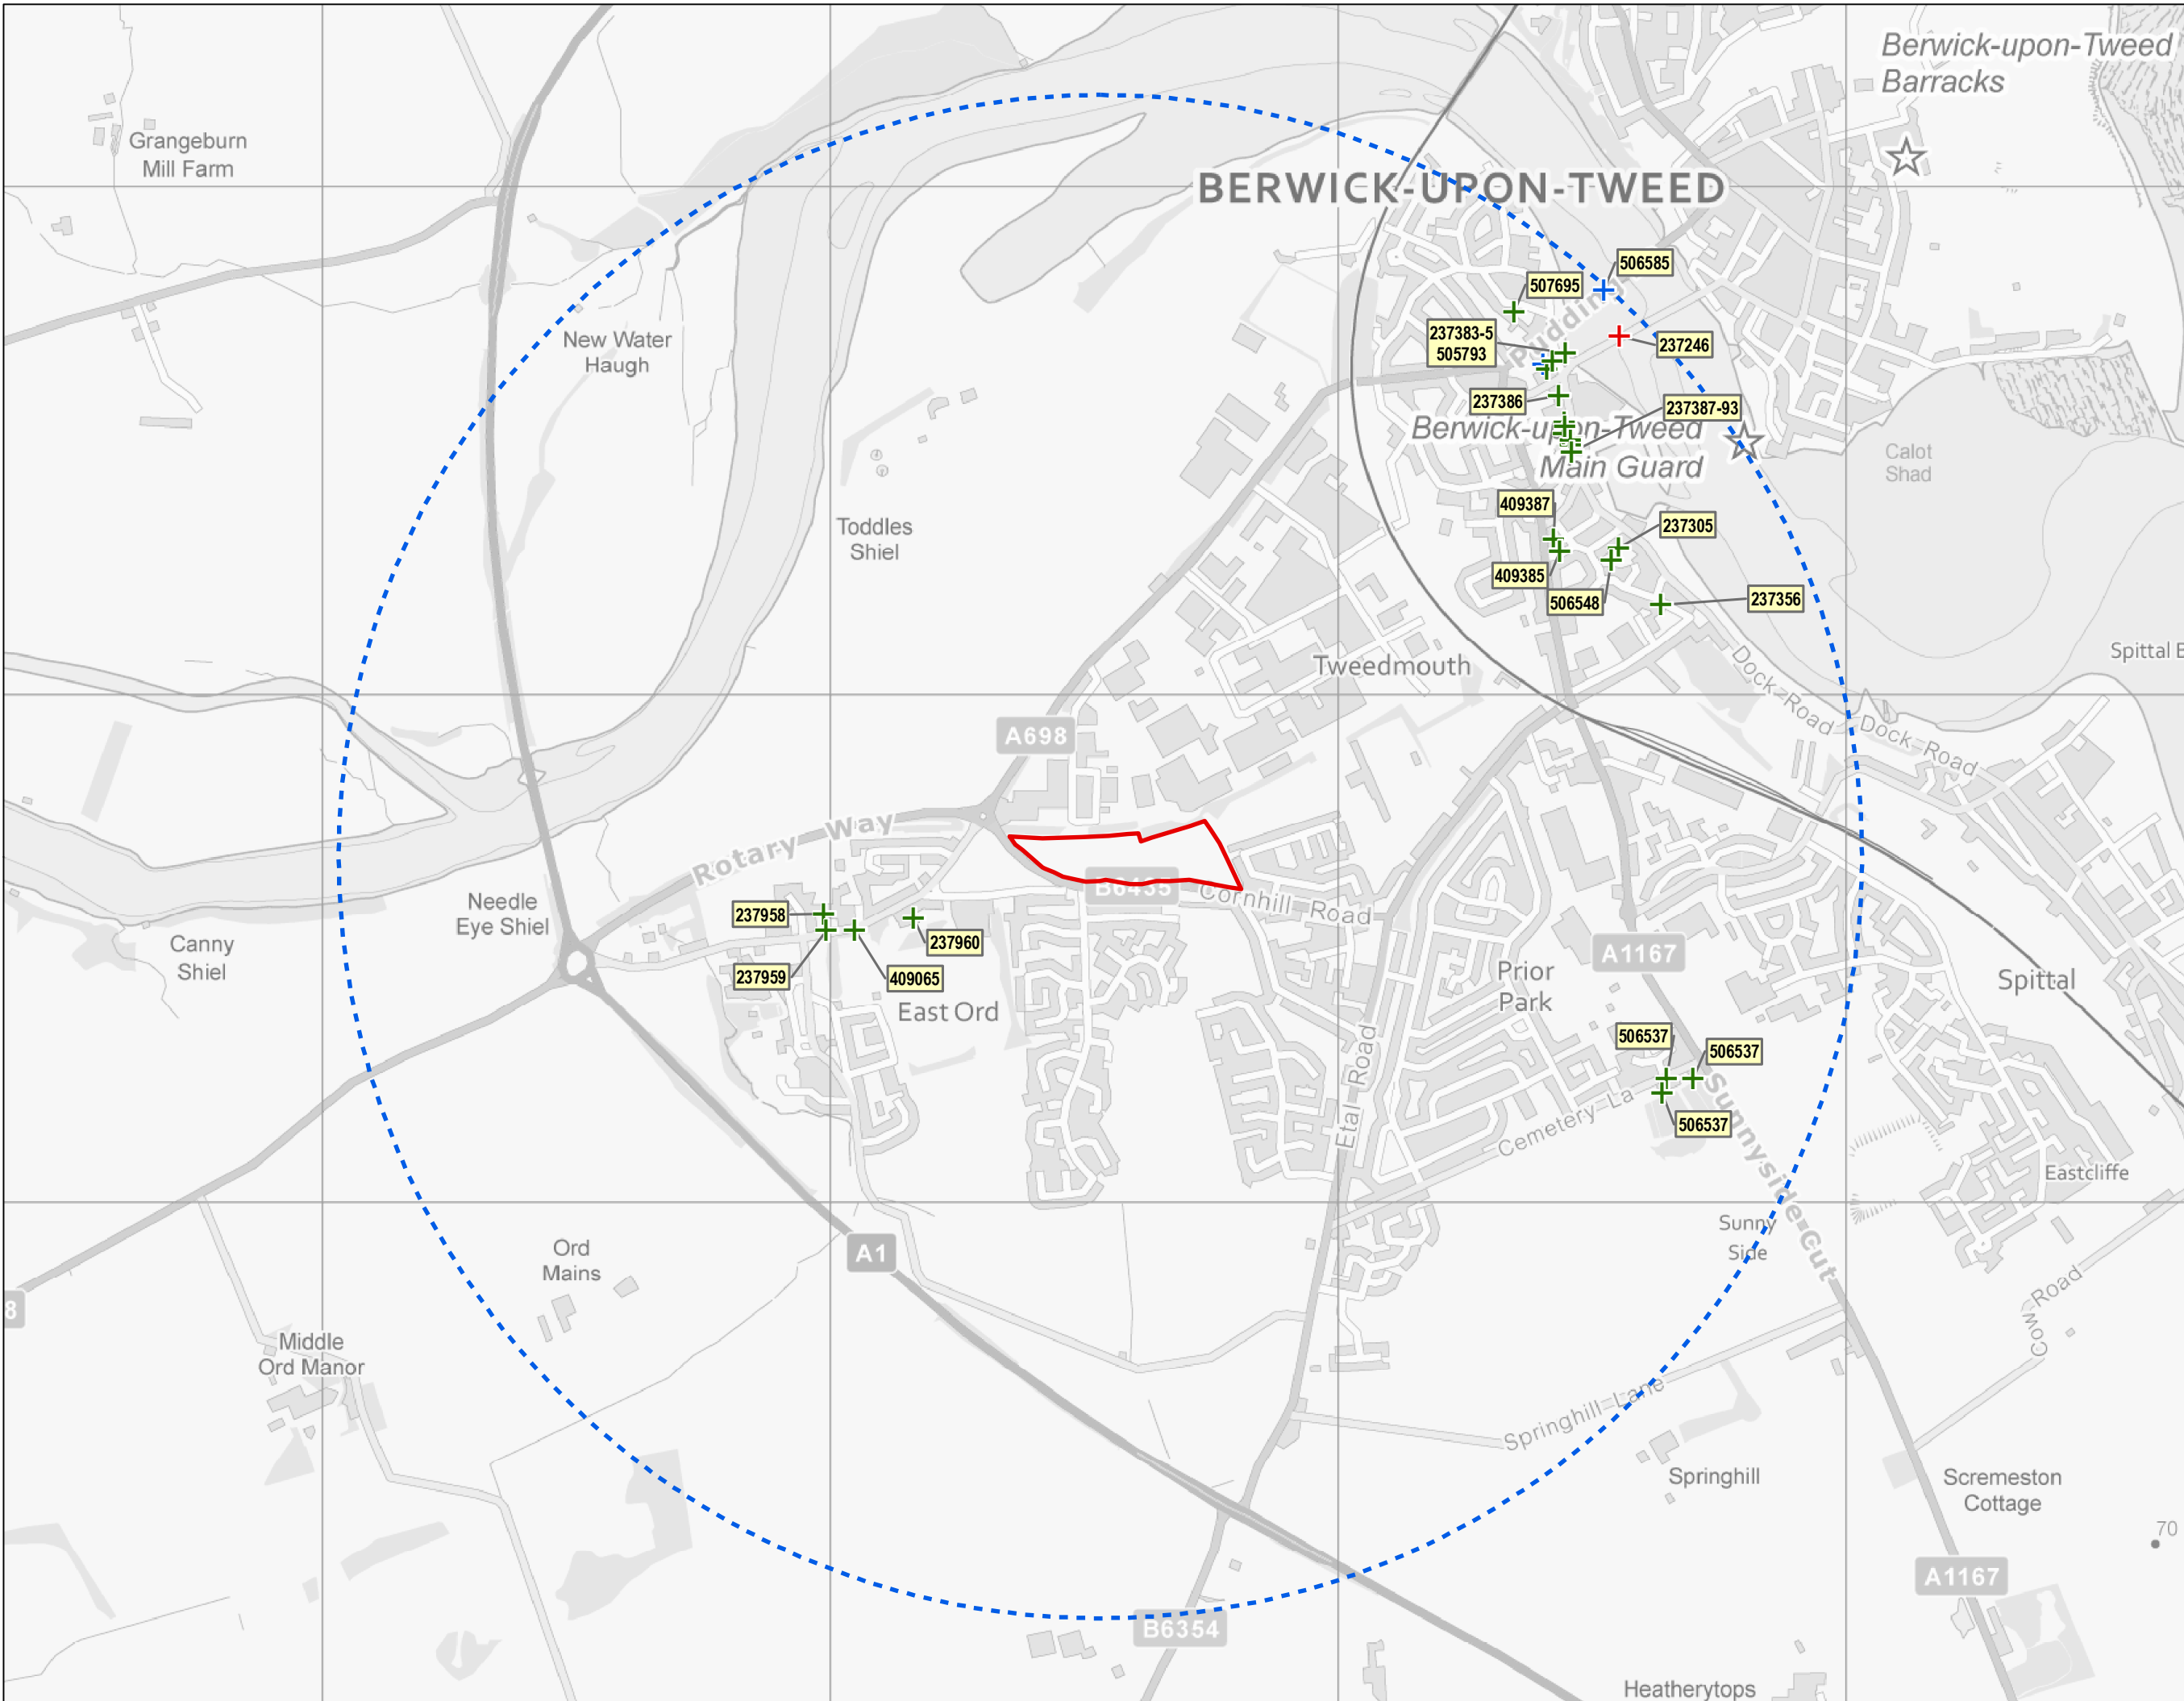 Berwick-upon-Tweed
Barracks
Grangeburn
Mill Farm
BERWICK-UPON-TWEED
506585
507695
Pudding
237383-5
505793
237246
New Water
Haugh
237386
237387-93
Berwick-upon-Tweed
Main Guard
Calot
Shad
409387
237305
Toddles
Shiel
409385
506548
237356
Tweedmouth
Spittal B
Dock Road
Dock Road
A698
Rotary Way
B6435
Cornhill Road
Needle
Eye Shiel
237958
237960
237959
409065
Canny
Shiel
East Ord
A1167
Prior
Park
Spittal
506537
506537
506537
Etal Road
Cemetery La
Sunnyside Cut
Eastcliffe
Sunny
Side
Ord
Mains
A1
Cow Road
8
Middle
Ord Manor
Springhill Lane
Springhill
Scremeston
Cottage
70
A1167
B6354
Heatherytops